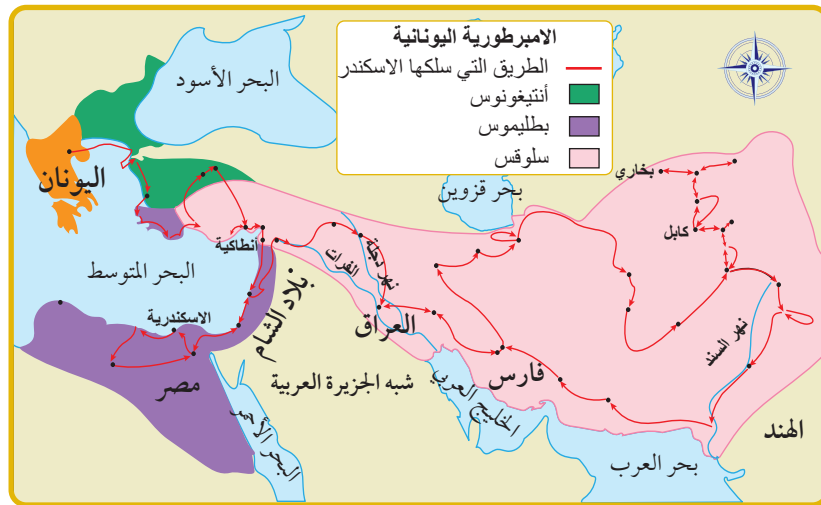 الامبرطورية اليونانية
الطريق التي سلكها الاسكندر
أنتيغونوس
بطليموس
سلوقس
البحر الأسود
اليونان
بحر قزوين
بخاري
كابل
أنطاكية
نهر دجلة
الفرات
البحر المتوسط
بلاد الشام
الاسكندرية
العراق
نهر السند
مصر
شبه الجزيرة العربية
فارس
الخليج العربي
الهند
البحر الأحمر
بحر العرب